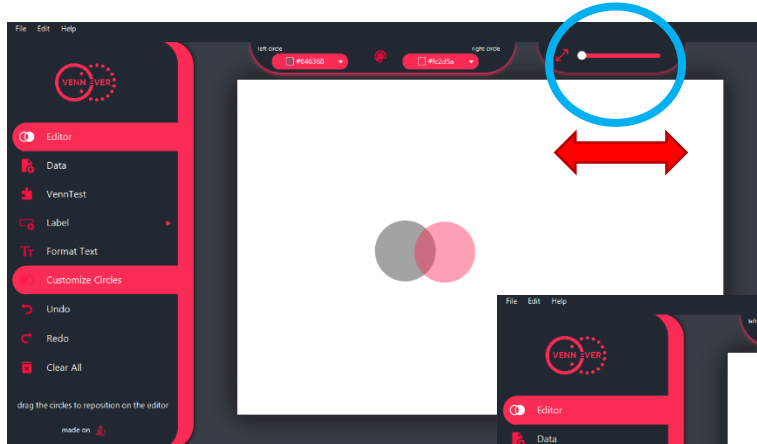 File Edit Help
left circle
right circle
#646368
#fc2d5a
VENN EVER
Editor
Data
VennTest
Label
Tт Format Text
Customize Circles
Undo
Redo
Clear All
drag the circles to reposition on the editor
made on
File Edit Help
left
VENN EVER
Editor
Data